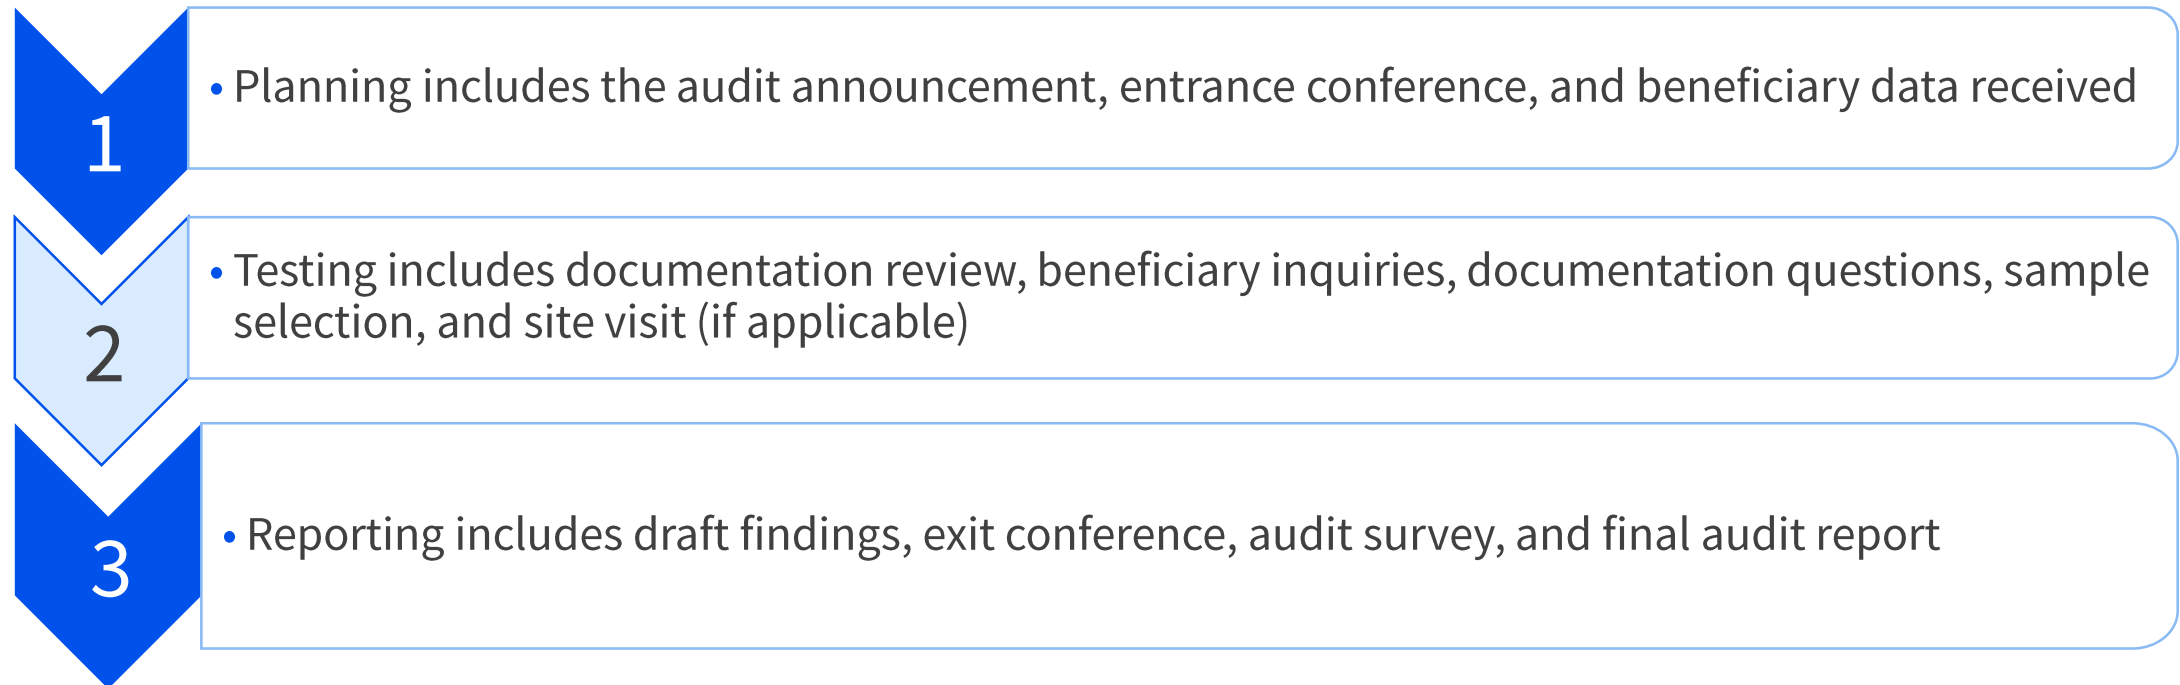 1
• Planning includes the audit announcement, entrance conference, and beneficiary data received
2
• Testing includes documentation review, beneficiary inquiries, documentation questions, sample
selection, and site visit (if applicable)
3
• Reporting includes draft findings, exit conference, audit survey, and final audit report